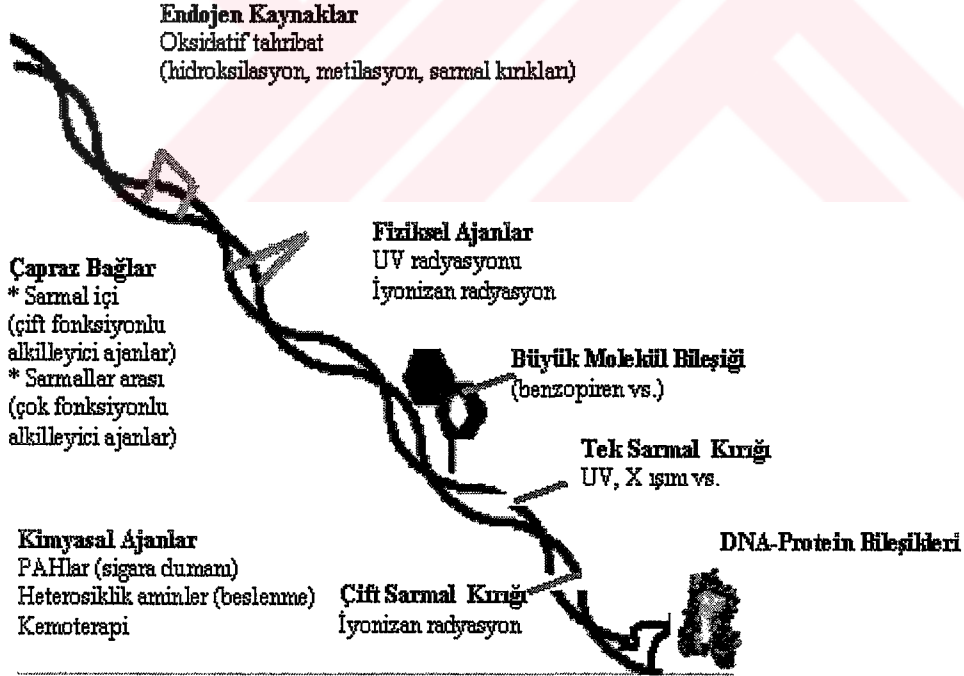 Endojen Kaynaklar
Oksidatif tahribat
(hidroksilasyon, metilasyon, sarmal kırıkları)
Fiziksel Ajanlar
UV radyasyonu
İyonizan radyasyon
Çapraz Bağlar
* Sarmal içi
(çift fonksiyonlu
alkilleyici ajanlar)
* Sarmallar arası
(çok fonksiyonlu
alkilleyici ajanlar)
Büyük Molekül Bileşiği
(benzopiren vs.)
Tek Sarmal Kırığı
UV, X ışını vs.
Kimyasal Ajanlar
PAHlar (sigara dumanı)
Heterosiklik aminler (beslenme)
Kemoterapi
Çift Sarmal Kırığı
İyonizan radyasyon
DNA-Protein Bileşikleri